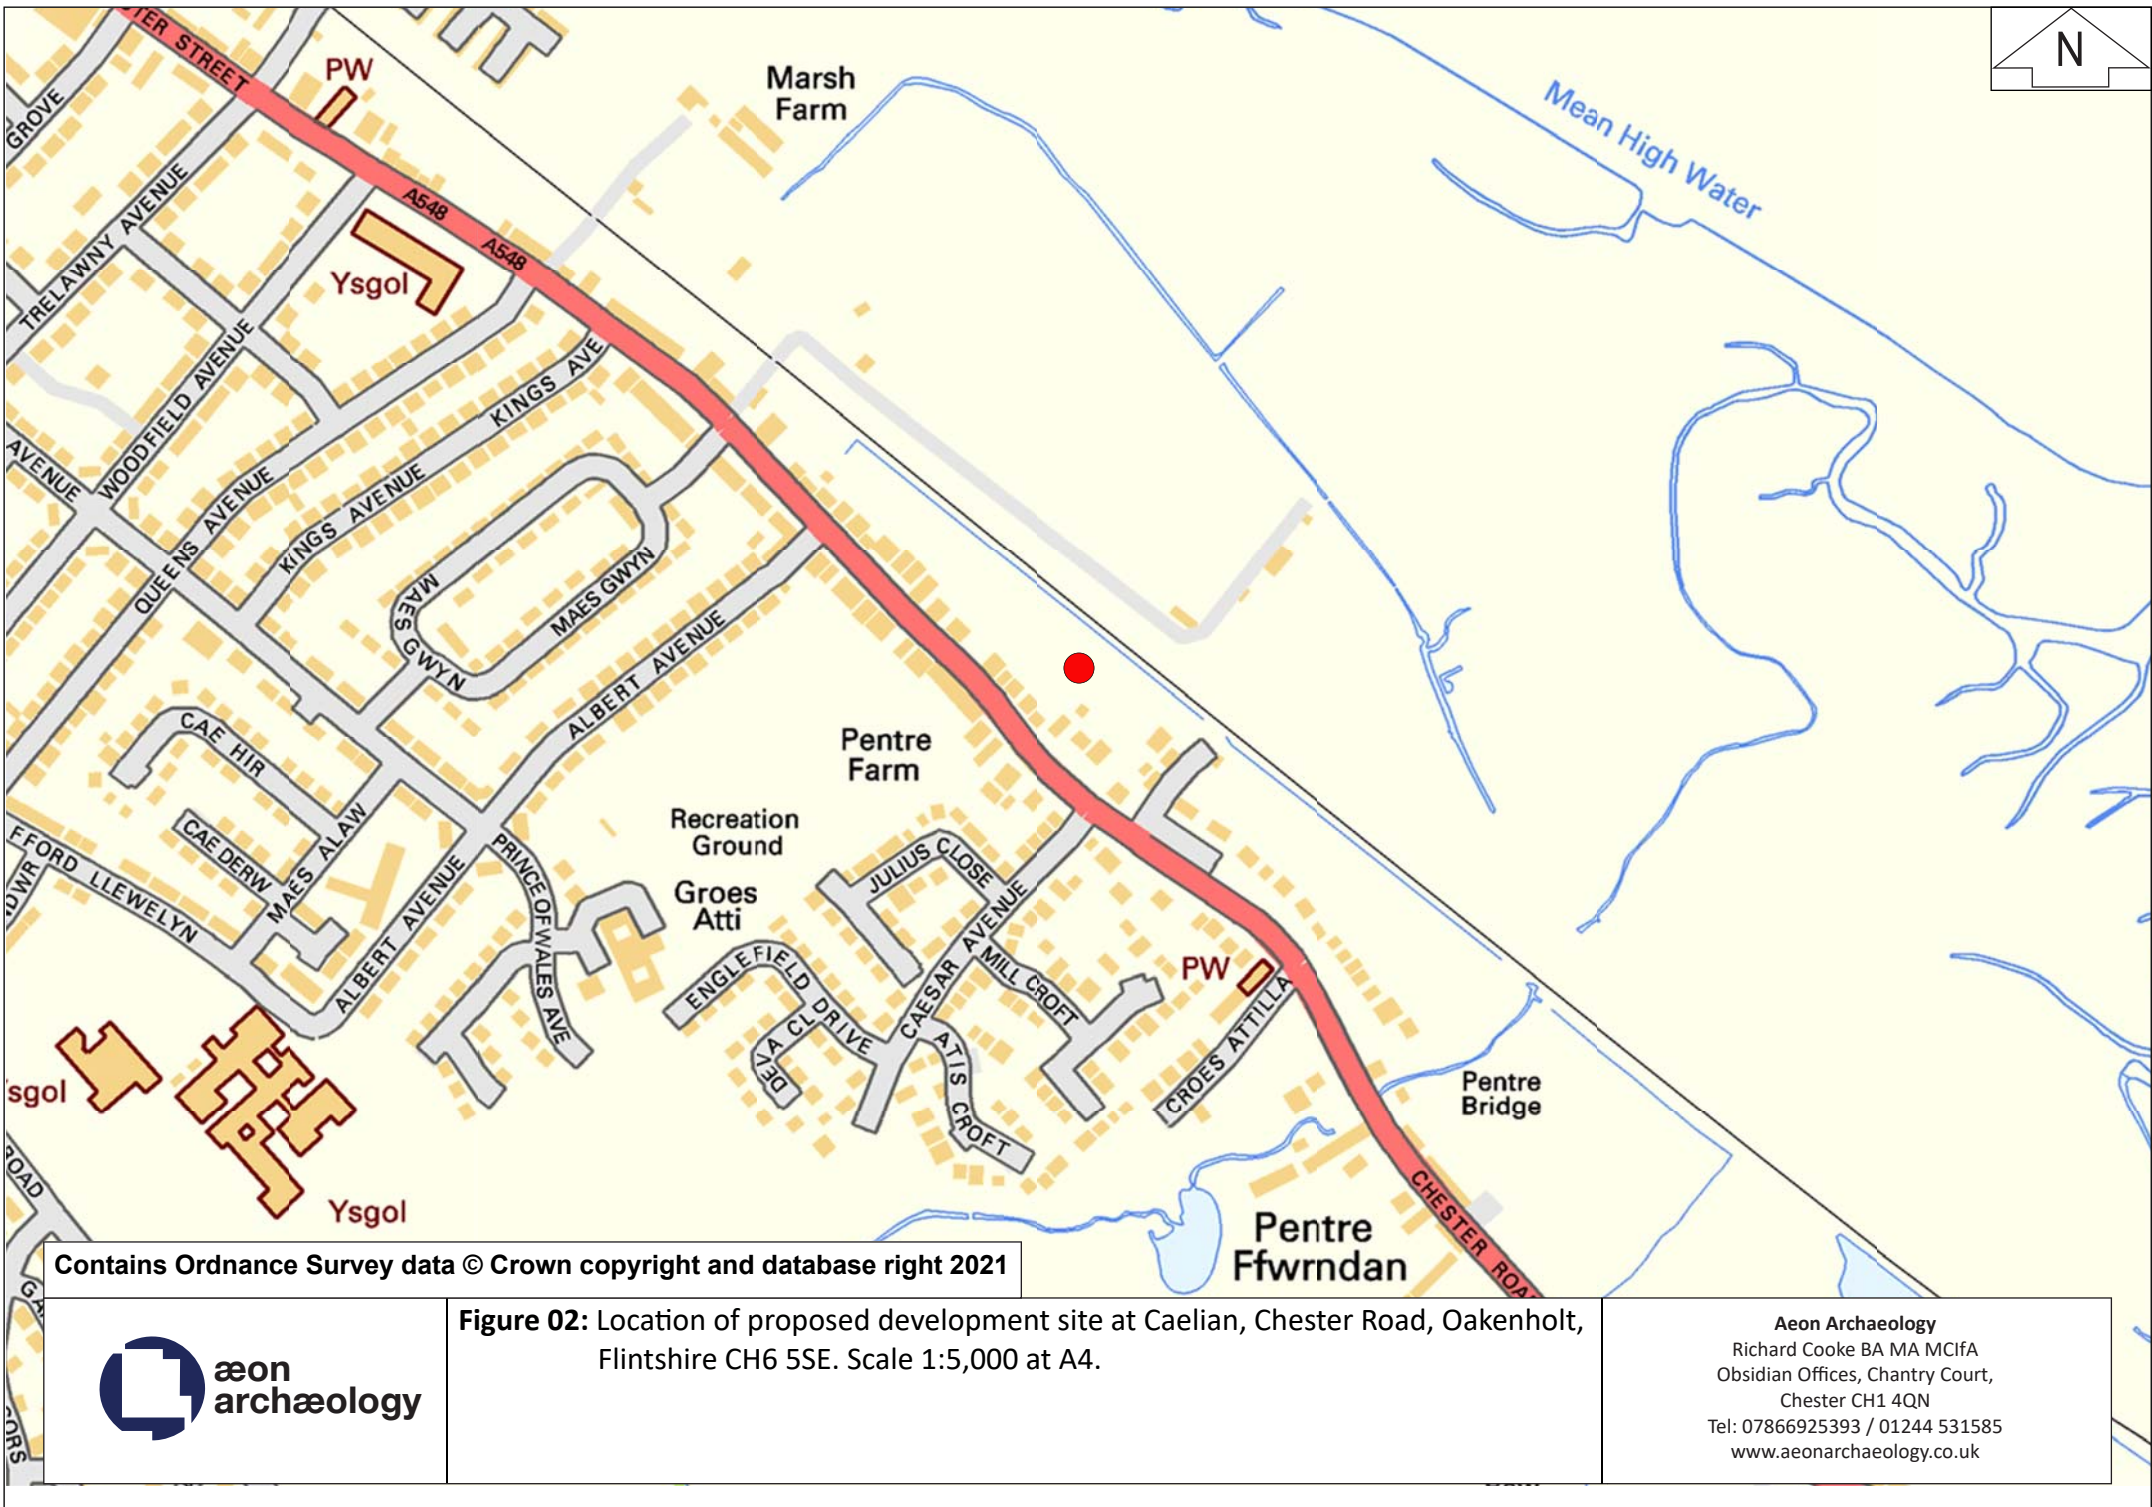 TER STREET
PW
GROVE
Marsh
Farm
N
Mean High Water
TRELAWNY AVENUE
A548
A548
Ysgol
WOODFIELD AVENUE
KINGS AVE
AVENUE
QUEENS AVENUE
KINGS AVENUE
MAES GWYN
MAES GWYN
ALBERT AVENUE
CAE HIR
Pentre
Farm
Recreation
Ground
CAE DERW
MAES ALAW
FFORD LLEWELYN
DWR
PRINCE OF WALES AVE
ALBERT AVENUE
Groes
Atti
JULIUS CLOSE
CAESAR AVENUE
ENGLEFIELD DRIVE
DEVA CL
MILL CROFT
ATIS CROFT
PW
CROES ATTILLA
Pentre
Bridge
sgol
Ysgol
ROAD
Pentre
Ffwrndan
CHESTER ROA
GA
CORS
Contains Ordnance Survey data © Crown copyright and database right 2021
æon
archæology
Figure 02: Location of proposed development site at Caelian, Chester Road, Oakenholt,
Flintshire CH6 5SE. Scale 1:5,000 at A4.
Aeon Archaeology
Richard Cooke BA MA MCIfA
Obsidian Offices, Chantry Court,
Chester CH1 4QN
Tel: 07866925393 / 01244 531585
www.aeonarchaeology.co.uk